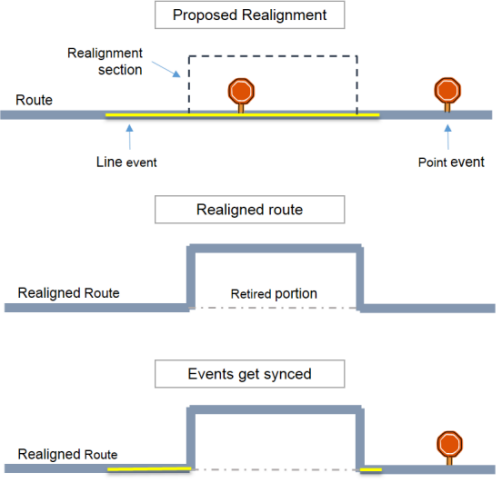 Proposed Realignment
Realignment
section
Route
Line event
Point event
Realigned route
Realigned Route
Retired portion
Events get synced
Realigned Route